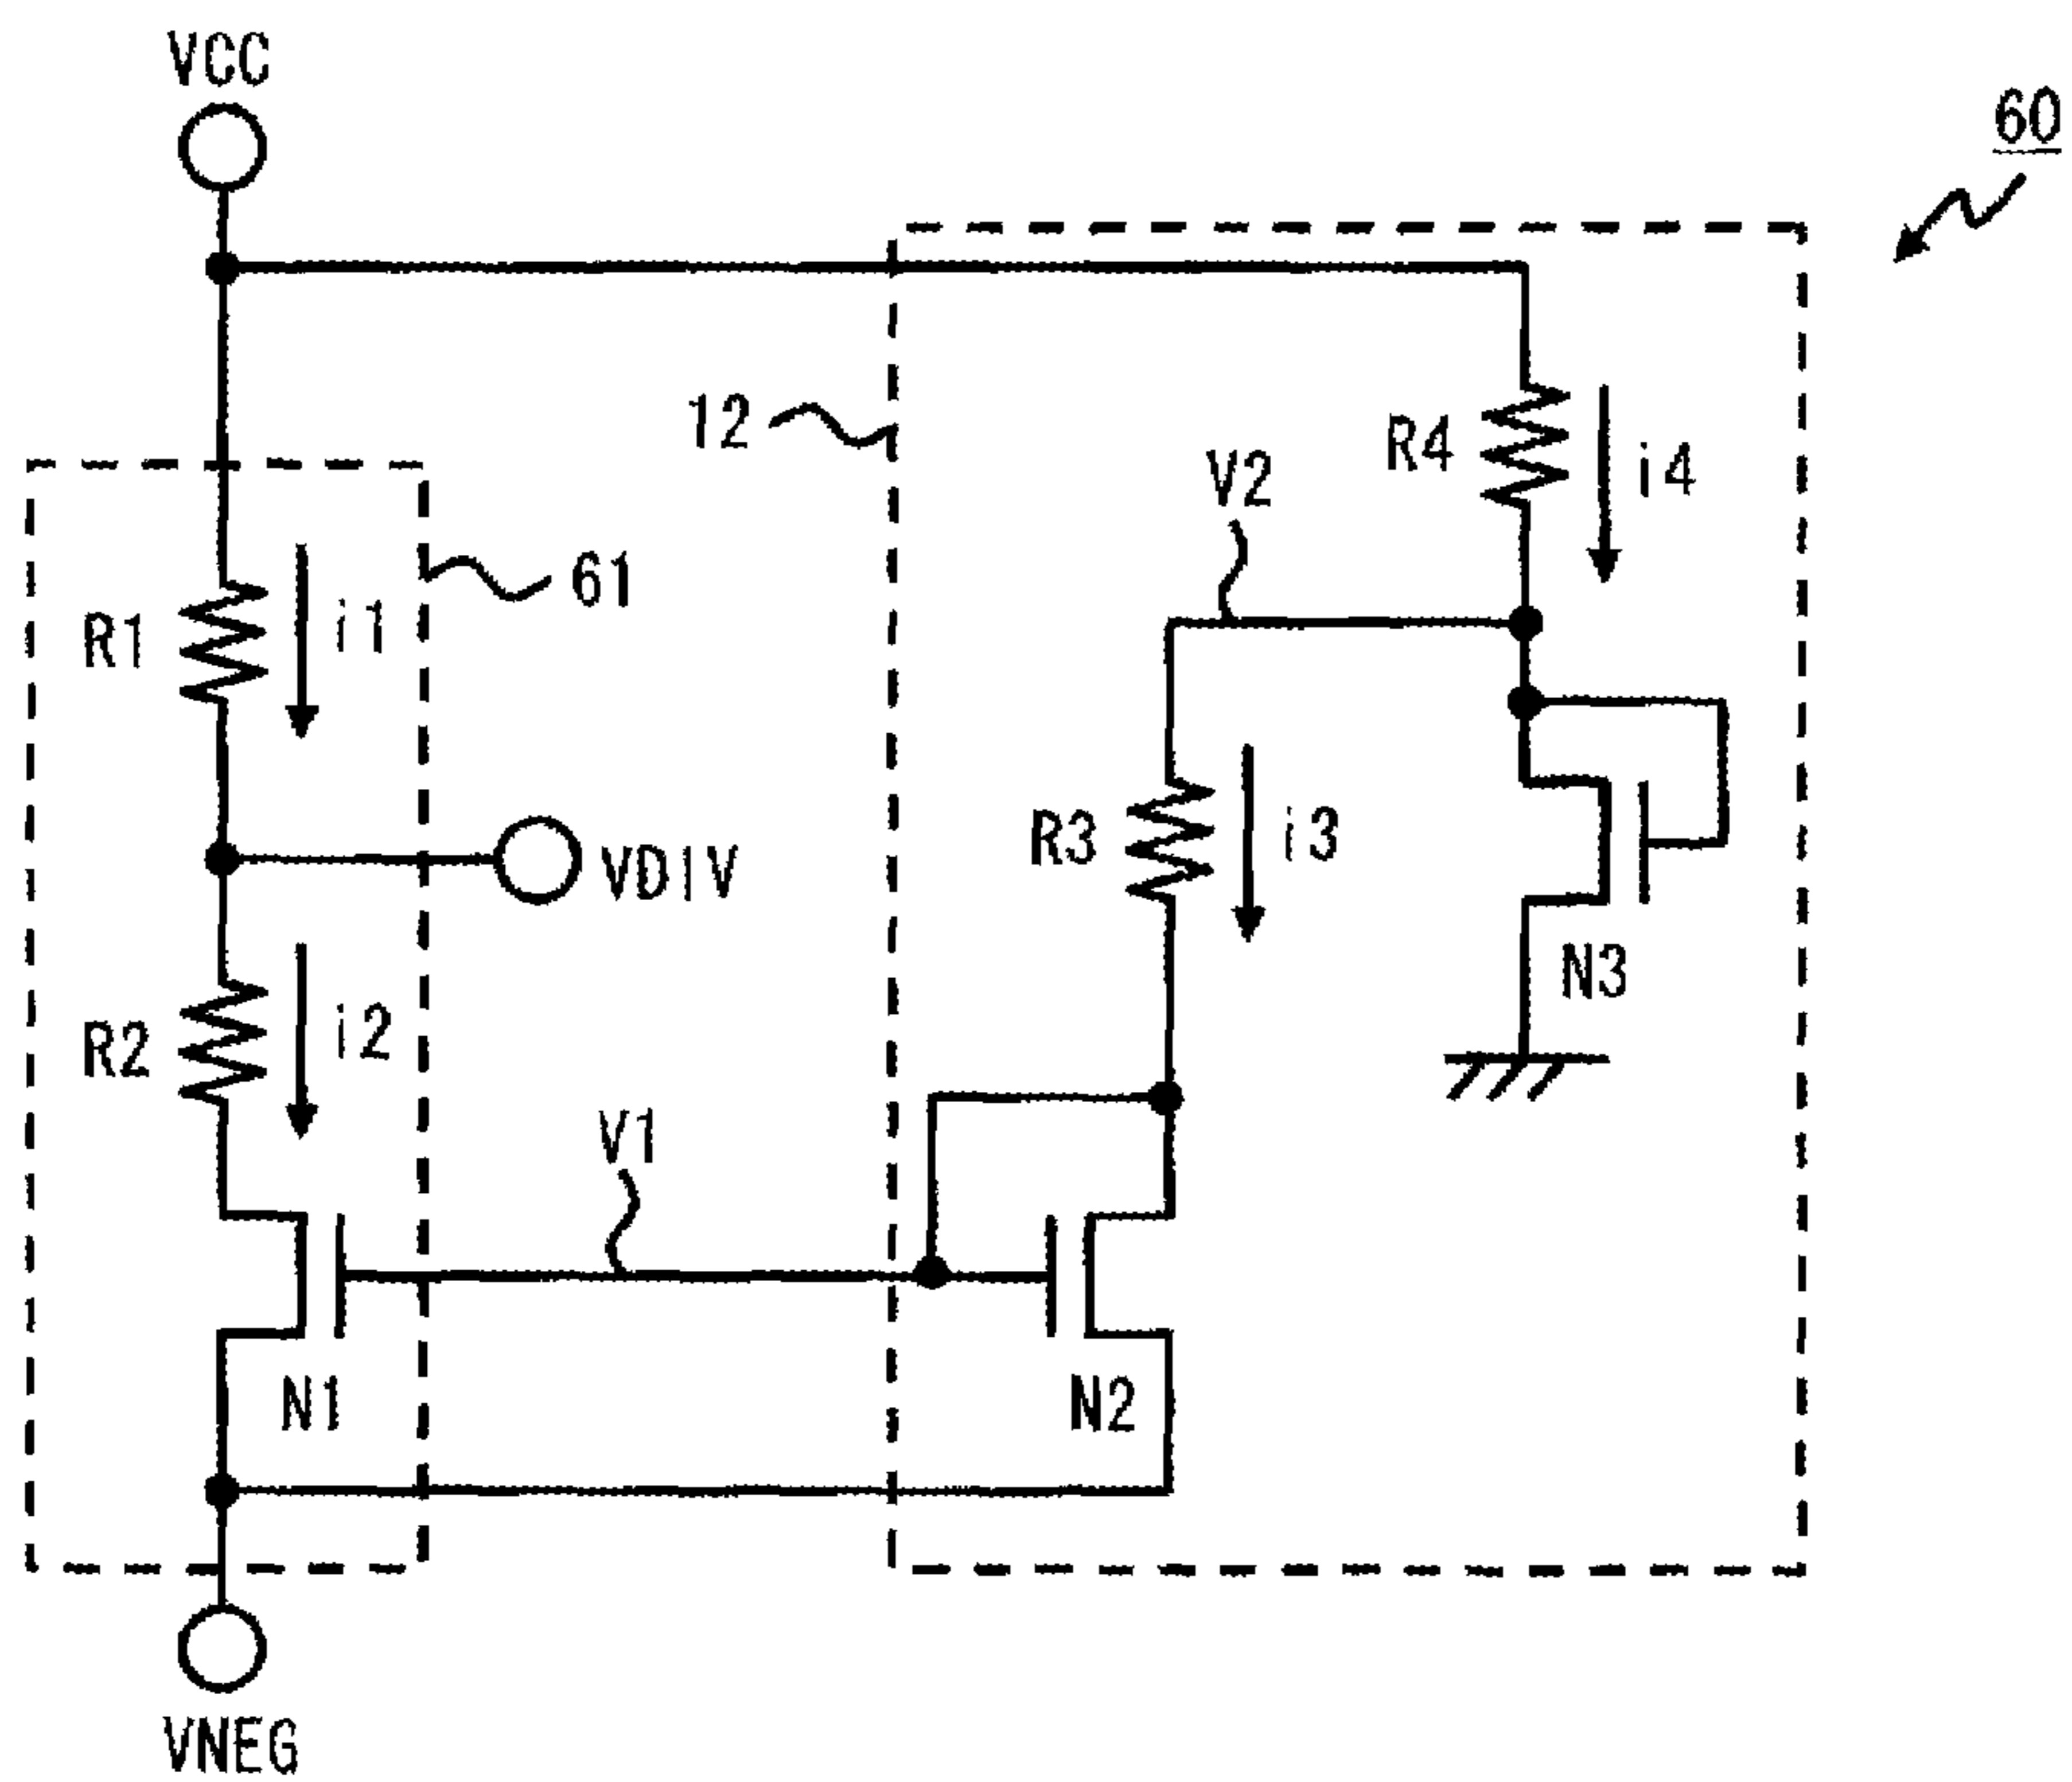 VCC
60
12
R4
i4
V2
61
R1
i1
R3
i3
VDIV
N3
R2
i2
V1
N1
N2
VNEG